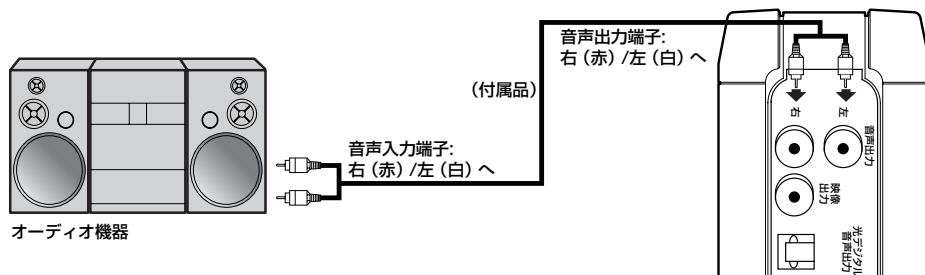 音声出力端子:
右（赤）/左（白）へ
（付属品）
音声入力端子:
右（赤）/左（白）へ
オーディオ機器
右
左
音声出力
映像
出力
光デジタル
音声出力